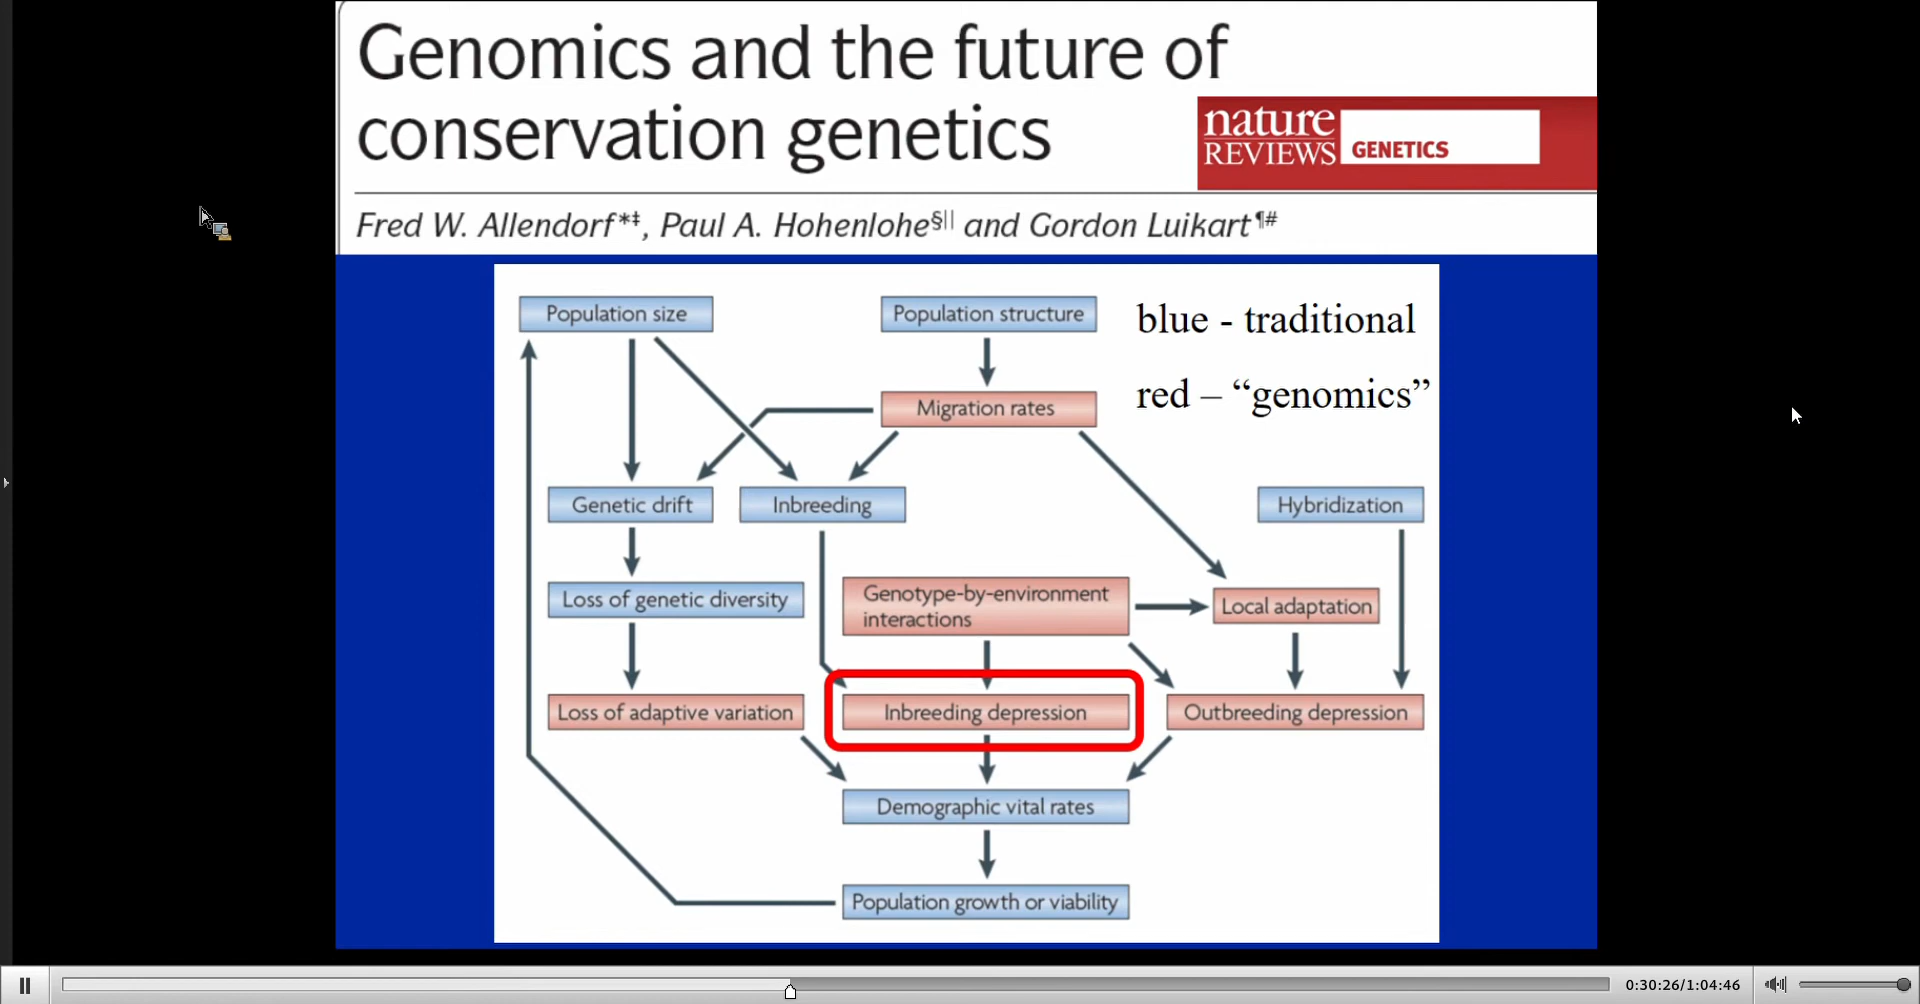 Genomics and the future of
conservation genetics
nature
REVIEWS GENETICS
Fred W. Allendorf*‡, Paul A. Hohenlohe§|| and Gordon Luikart¶#
Population size
Population structure
blue - traditional
Migration rates
red – “genomics”
Genetic drift
Inbreeding
Hybridization
Loss of genetic diversity
Genotype-by-environment
interactions
Local adaptation
Loss of adaptive variation
Inbreeding depression
Outbreeding depression
Demographic vital rates
Population growth or viability
0:30:26/1:04:46